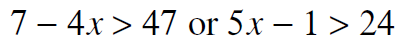 7 − 4x > 47 or 5x − 1 > 24